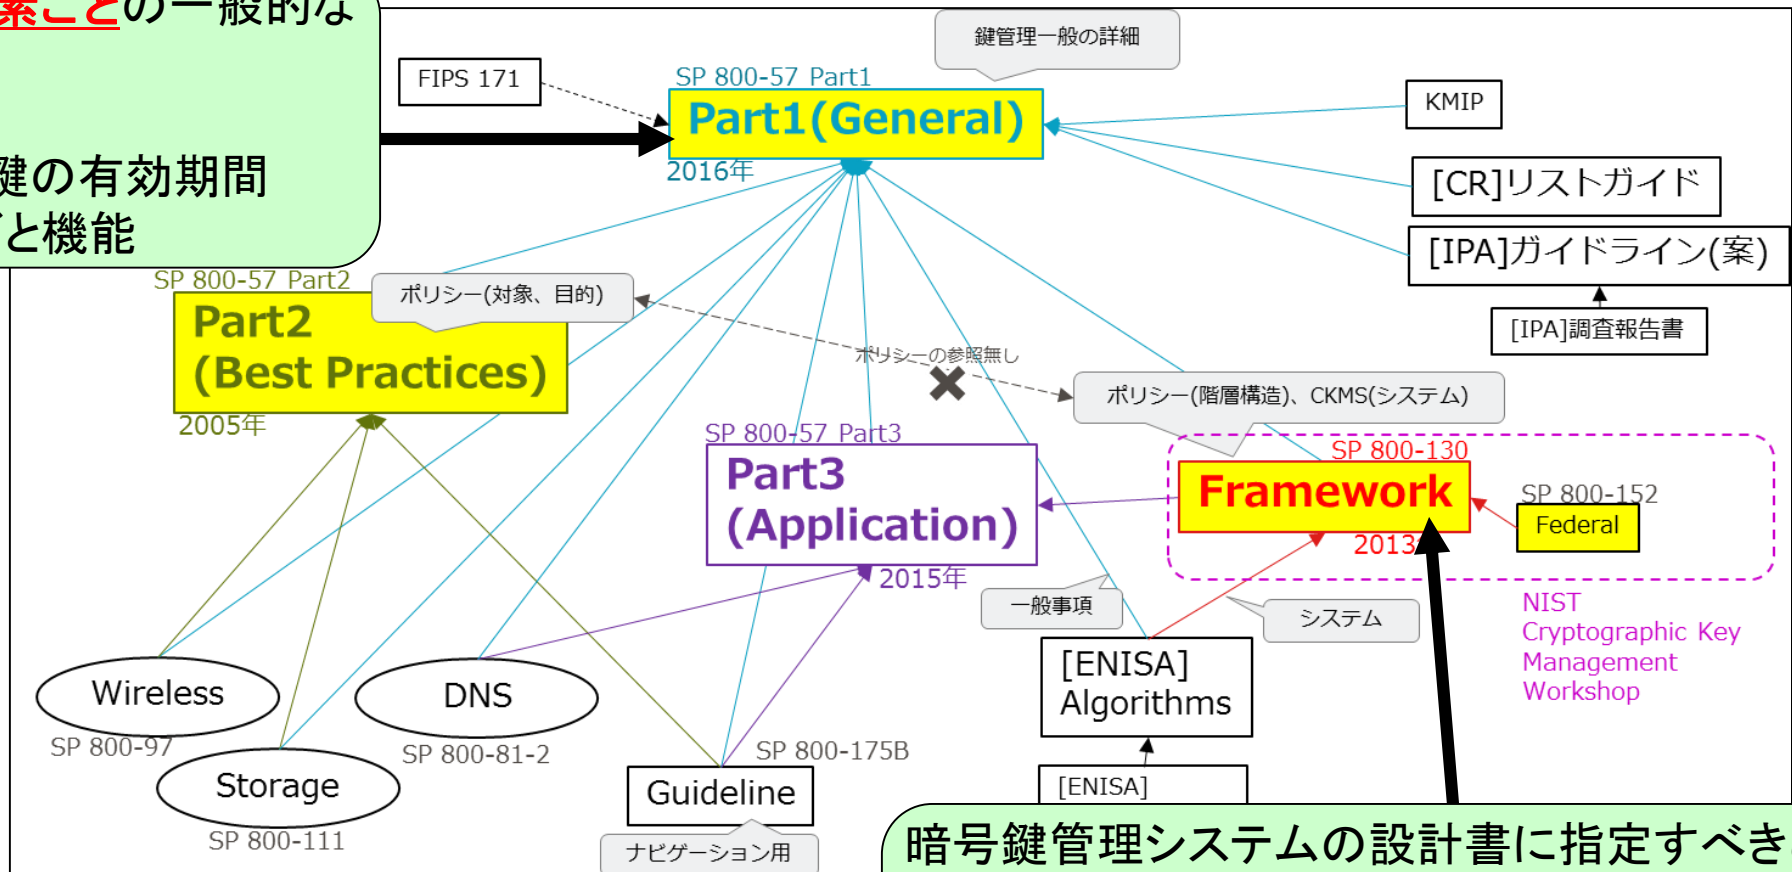 素ごとの一般的な
鍵の有効期間
ごと機能
鍵管理一般の詳細
FIPS 171
SP 800-57 Part1
Part1(General)
2016年
KMIP
[CR]リストガイド
[IPA]ガイドライン(案)
[IPA]調査報告書
SP 800-57 Part2
Part2
(Best Practices)
2005年
ポリシー(対象、目的)
ポリシーの参照無し
ポリシー(階層構造)、CKMS(システム)
SP 800-57 Part3
Part3
(Application)
2015年
SP 800-130
Framework
2013
SP 800-152
Federal
一般事項
システム
NIST
Cryptographic Key
Management
Workshop
Wireless
SP 800-97
DNS
SP 800-81-2
Storage
SP 800-111
SP 800-175B
Guideline
ナビゲーション用
[ENISA]
Algorithms
[ENISA]
暗号鍵管理システムの設計書に指定すべき